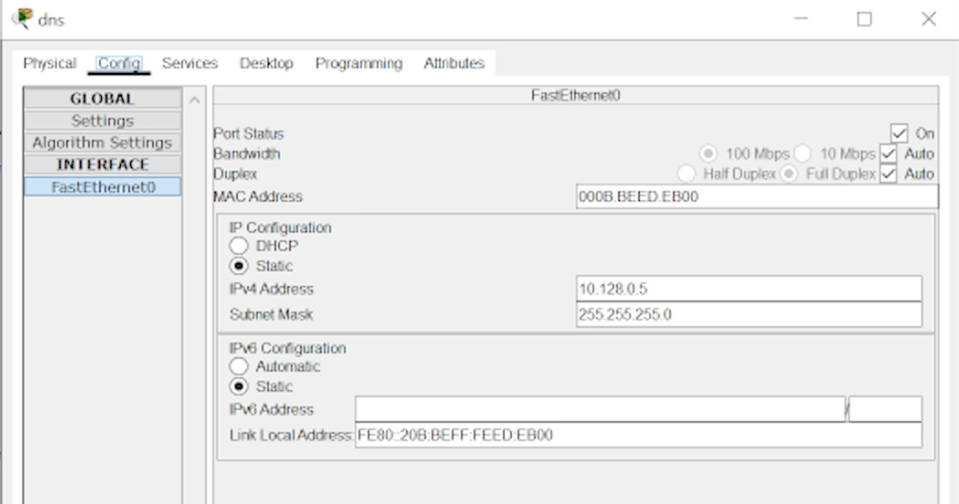 dns
Physical Config Services Desktop Programming Attributes
GLOBAL
Settings
Algorithm Settings
INTERFACE
FastEthernet0
FastEthernet0
Port Status On
Bandwidth 100 Mbps 10 Mbps Auto
Duplex Half Duplex Full Duplex Auto
MAC Address 000B.BEED.EB00
IP Configuration
DHCP
Static
IPv4 Address 10.128.0.5
Subnet Mask 255.255.255.0
IPv6 Configuration
Automatic
Static
IPv6 Address /
Link Local Address: FE80::20B:BEFF:FEED:EB00